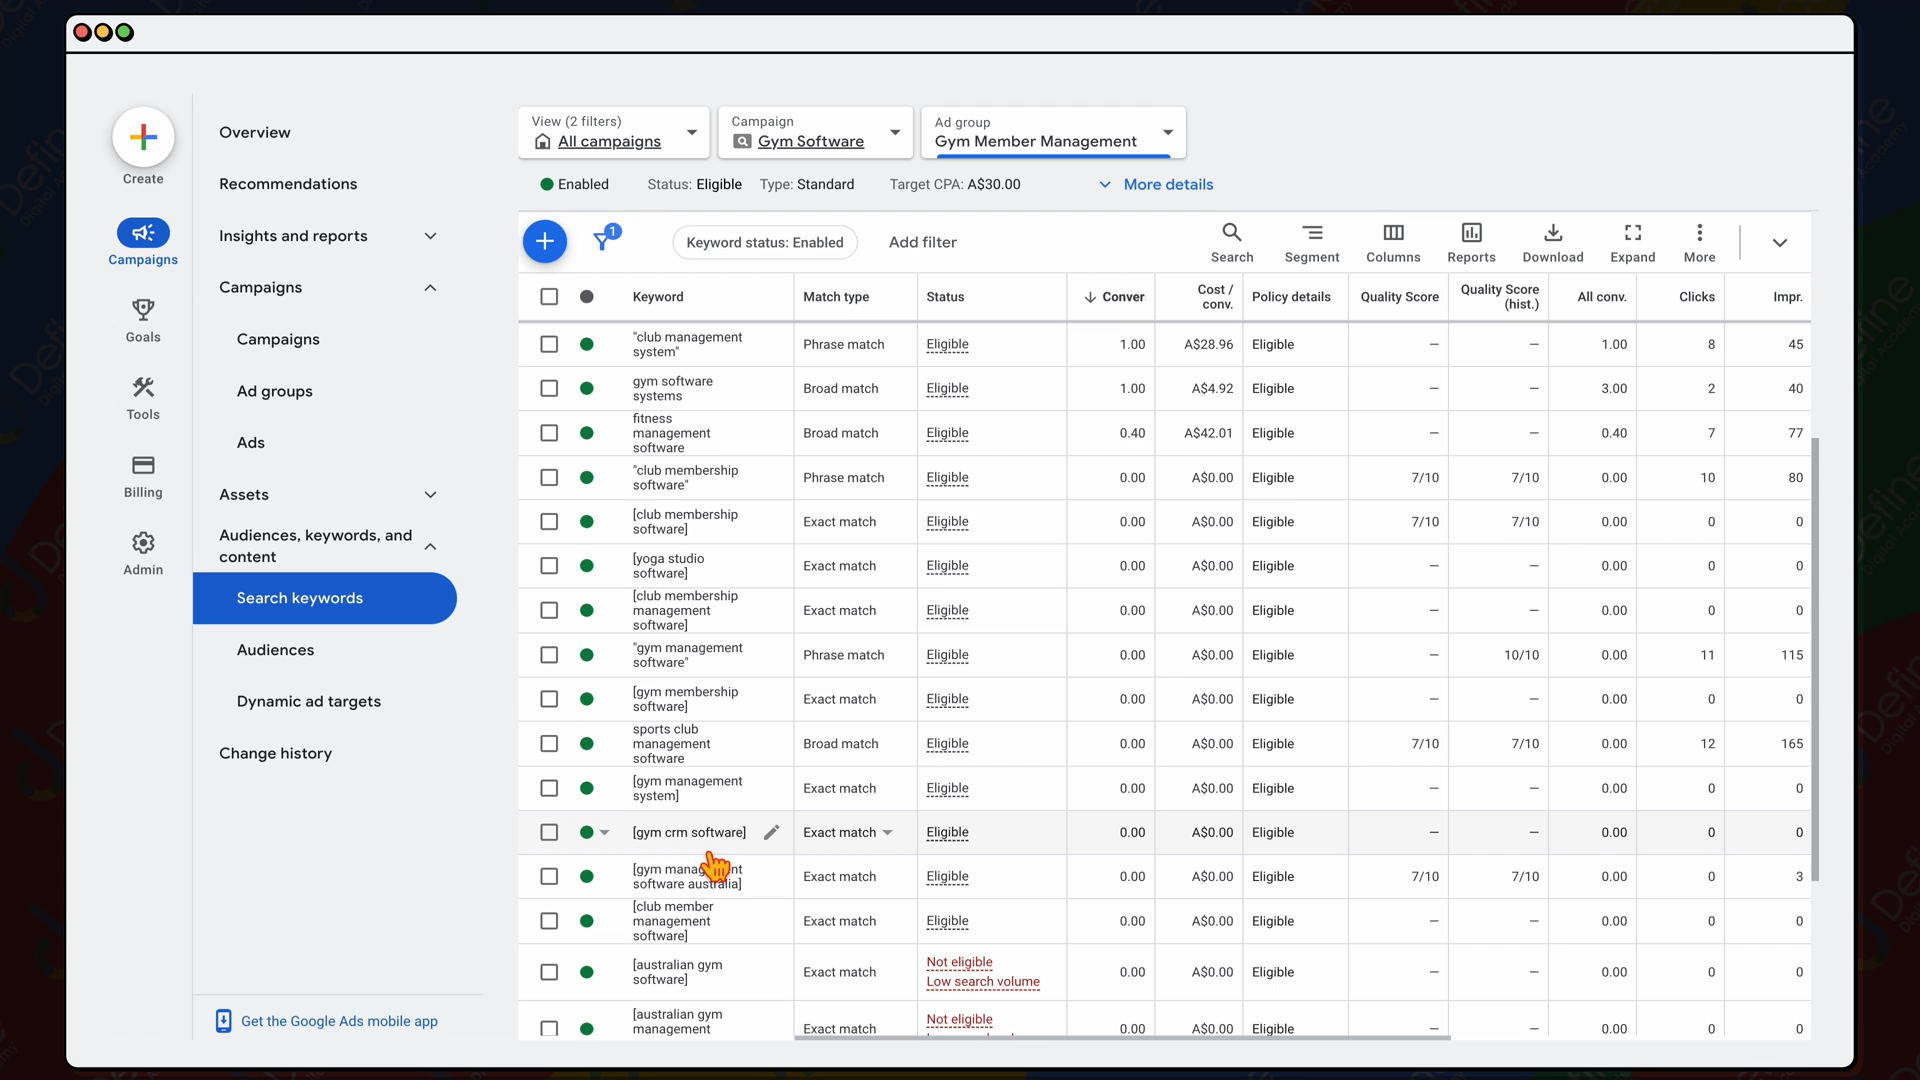 Create
Campaigns
Goals
Tools
Billing
Admin
Overview
Recommendations
Insights and reports
Campaigns
Campaigns
Ad groups
Ads
Assets
Audiences, keywords, and
content
Search keywords
Audiences
Dynamic ad targets
Change history
Get the Google Ads mobile app
View (2 filters)
All campaigns
Campaign
Gym Software
Ad group
Gym Member Management
Enabled Status: Eligible Type: Standard Target CPA: A$30.00 More details
1
Keyword status: Enabled Add filter
Search Segment Columns Reports Download Expand More
Keyword Match type Status Conver Cost / conv. Policy details Quality Score Quality Score (hist.) All conv. Clicks Impr.
"club management
system" Phrase match Eligible 1.00 A$28.96 Eligible — — 1.00 8 45
gym software
systems Broad match Eligible 1.00 A$4.92 Eligible — — 3.00 2 40
fitness
management
software Broad match Eligible 0.40 A$42.01 Eligible — — 0.40 7 77
"club membership
software" Phrase match Eligible 0.00 A$0.00 Eligible 7/10 7/10 0.00 10 80
[club membership
software] Exact match Eligible 0.00 A$0.00 Eligible 7/10 7/10 0.00 0 0
[yoga studio
software] Exact match Eligible 0.00 A$0.00 Eligible — — 0.00 0 0
[club membership
management
software] Exact match Eligible 0.00 A$0.00 Eligible — — 0.00 0 0
"gym management
software" Phrase match Eligible 0.00 A$0.00 Eligible — 10/10 0.00 11 115
[gym membership
software] Exact match Eligible 0.00 A$0.00 Eligible — — 0.00 0 0
sports club
management
software Broad match Eligible 0.00 A$0.00 Eligible 7/10 7/10 0.00 12 165
[gym management
system] Exact match Eligible 0.00 A$0.00 Eligible — — 0.00 0 0
[gym crm software] Exact match Eligible 0.00 A$0.00 Eligible — — 0.00 0 0
[gym management
software australia] Exact match Eligible 0.00 A$0.00 Eligible 7/10 7/10 0.00 0 3
[club member
management
software] Exact match Eligible 0.00 A$0.00 Eligible — — 0.00 0 0
[australian gym
software] Exact match Not eligible
Low search volume 0.00 A$0.00 Eligible — — 0.00 0 0
[australian gym
management Exact match Not eligible 0.00 A$0.00 Eligible — — 0.00 0 0